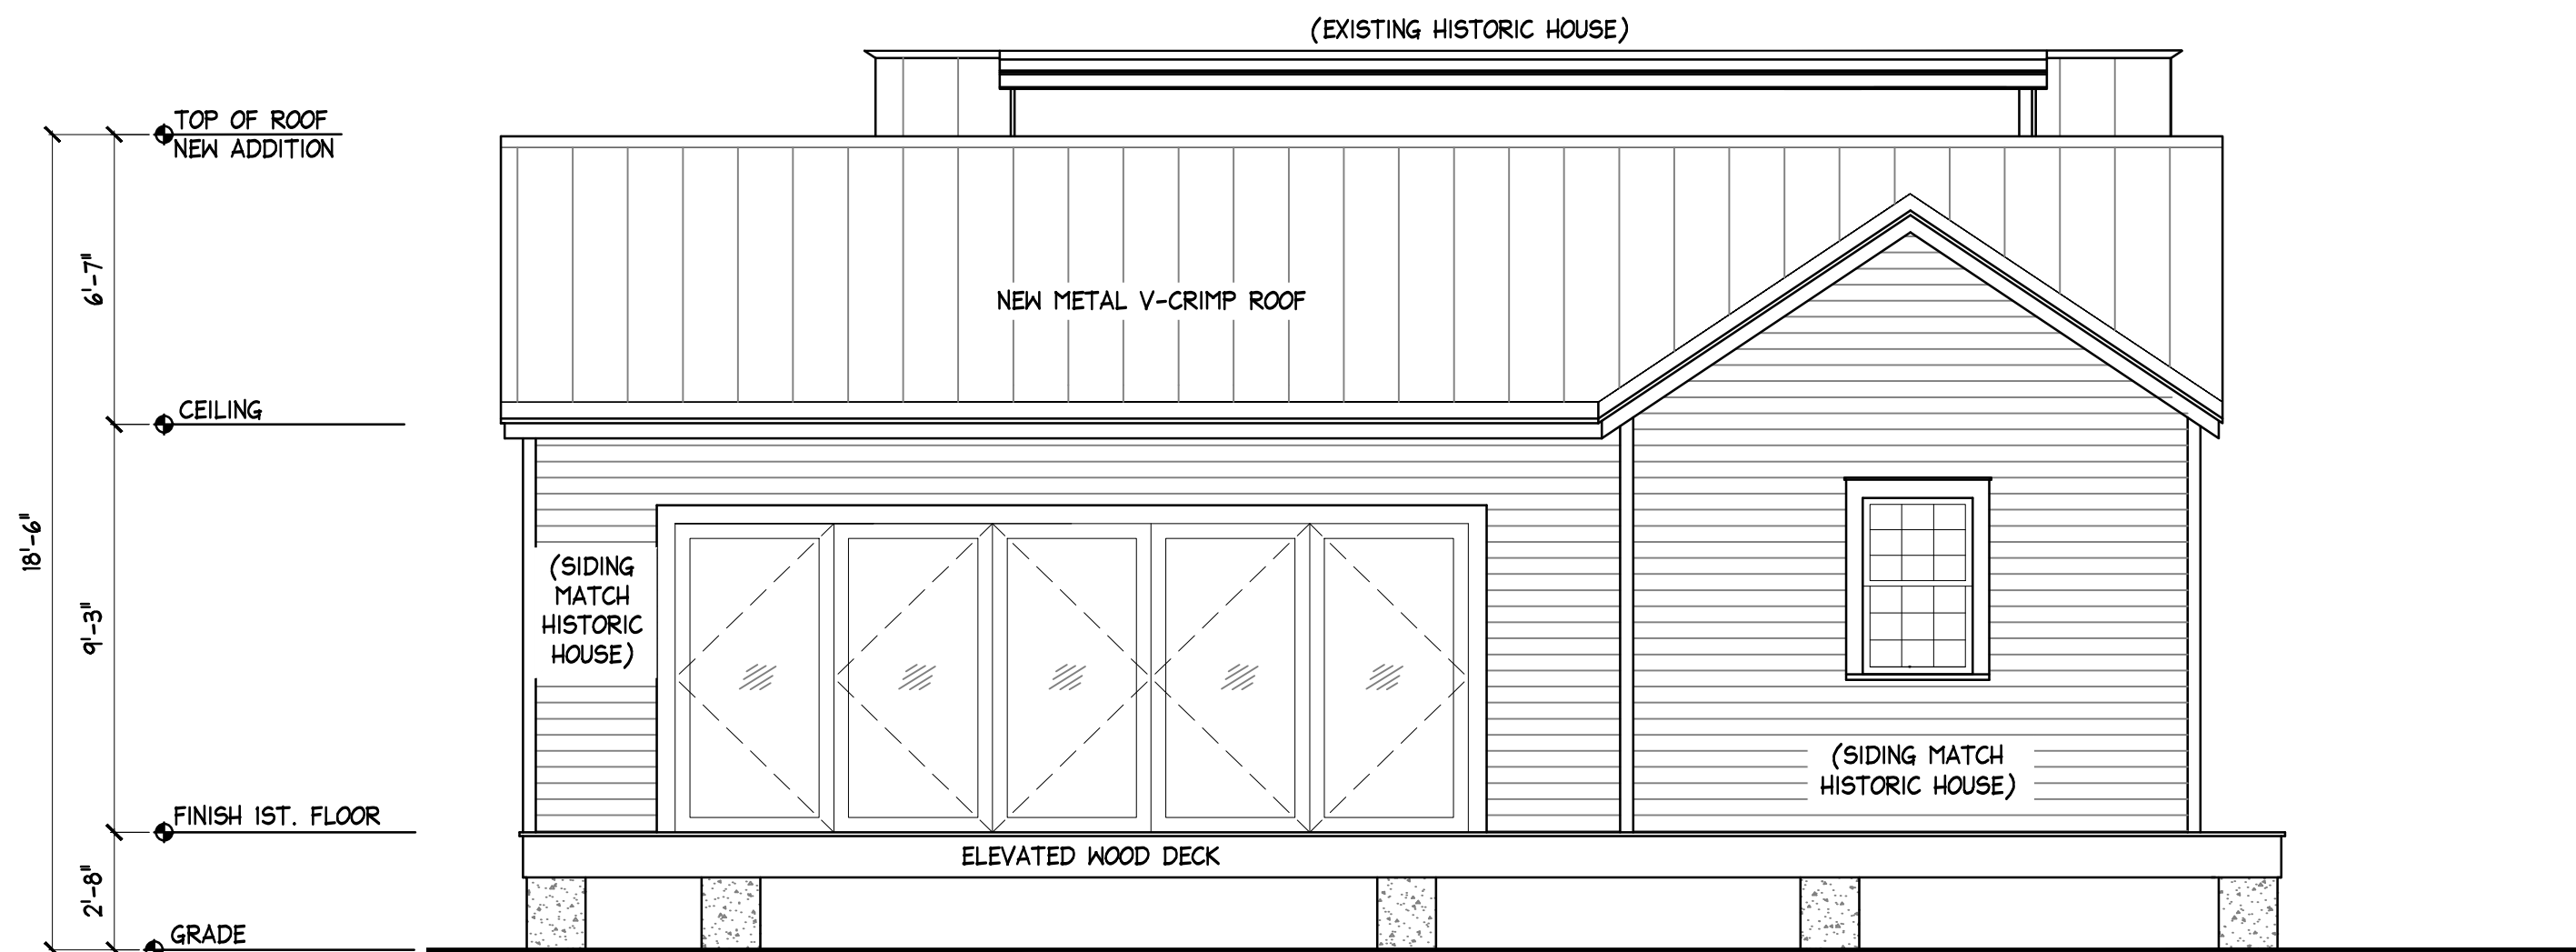 (EXISTING HISTORIC HOUSE)
TOP OF ROOF
NEW ADDITION
6'-7"
NEW METAL V-CRIMP ROOF
CEILING
18'-6"
9'-3"
(SIDING
MATCH
HISTORIC
HOUSE)
(SIDING MATCH
HISTORIC HOUSE)
FINISH 1ST. FLOOR
ELEVATED WOOD DECK
2'-8"
GRADE